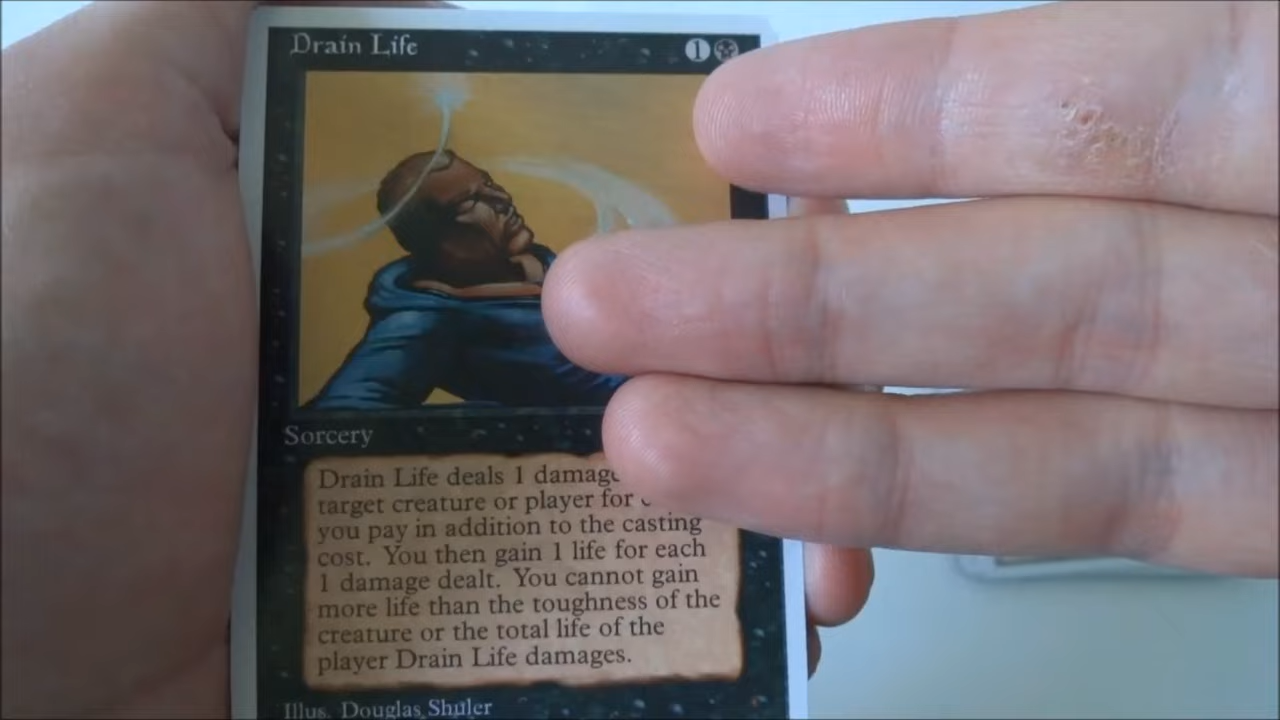 Drain Life 1
Sorcery
Drain Life deals 1 damage
target creature or player for
you pay in addition to the casting
cost. You then gain 1 life for each
1 damage dealt. You cannot gain
more life than the toughness of the
creature or the total life of the
player Drain Life damages.
Illus. Douglas Shuler